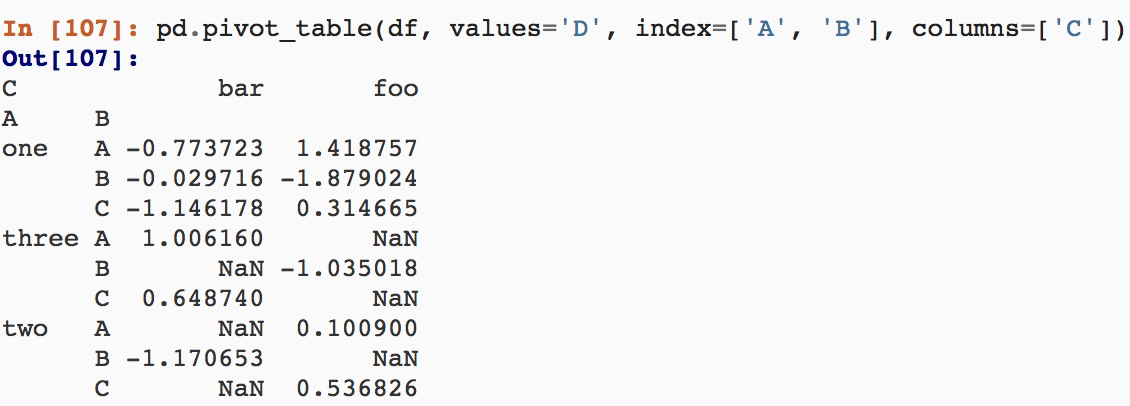 In [107]: pd.pivot_table(df, values='D', index=['A', 'B'], columns=['C'])
Out[107]:
C             bar       foo
A     B
one   A -0.773723  1.418757
      B -0.029716 -1.879024
      C -1.146178  0.314665
three A  1.006160       NaN
      B       NaN -1.035018
      C  0.648740       NaN
two   A       NaN  0.100900
      B -1.170653       NaN
      C       NaN  0.536826